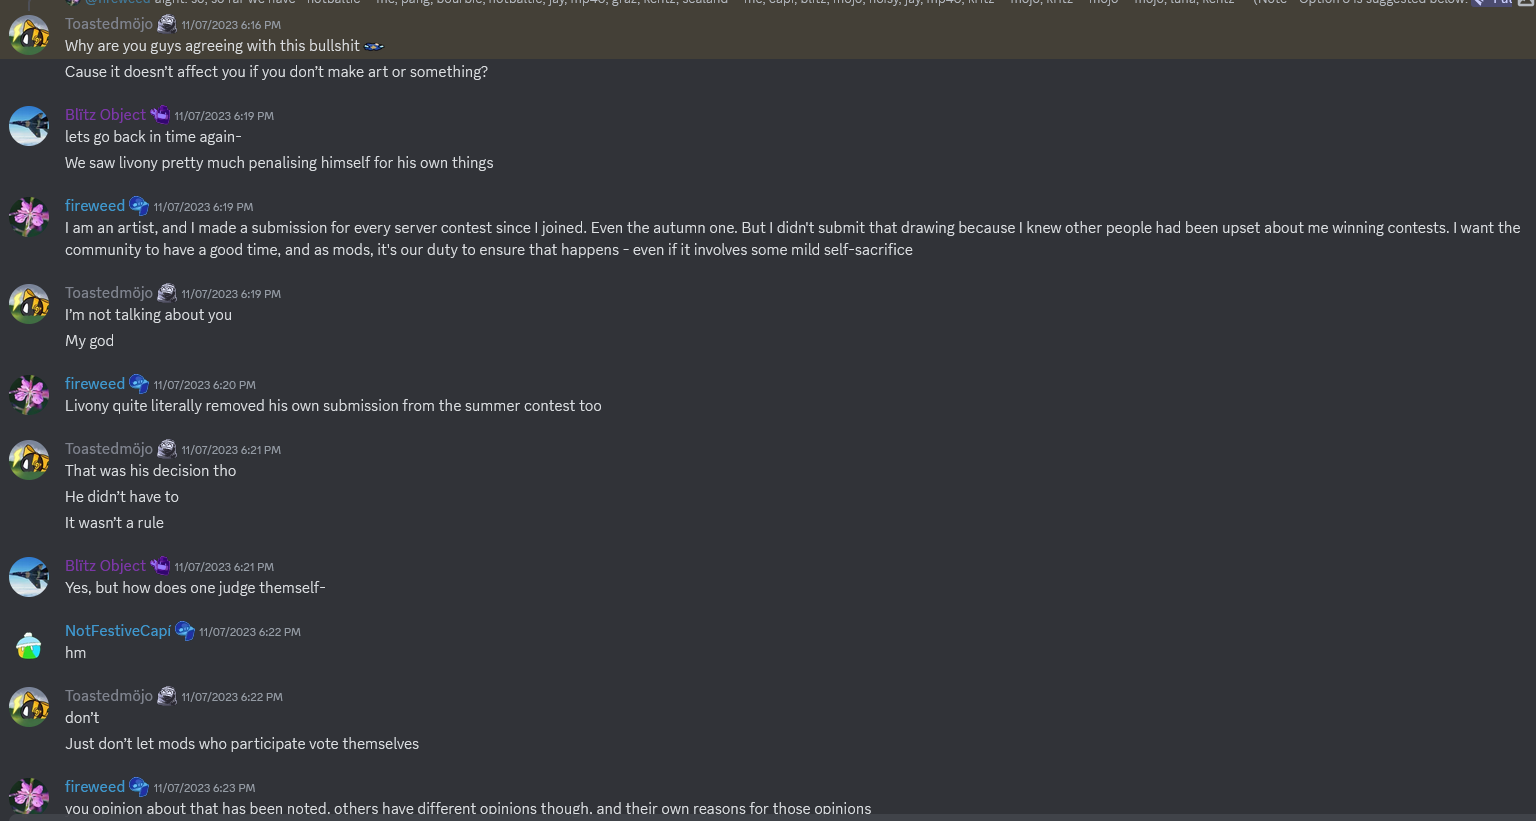 @fireweed alright. so, so far we have - notbaltic - me, pang, bourbie, notbaltic, jay, mp40, graz, kentz, sealand - me, capi, blitz, mojo, noisy, jay, mp40, kritz - mojo, kritz - mojo - mojo, luna, kentz - (Note - Option 3 is suggested below.
Toastedmöjo 11/07/2023 6:16 PM
Why are you guys agreeing with this bullshit
Cause it doesn't affect you if you don't make art or something?
Blïtz Object 11/07/2023 6:19 PM
lets go back in time again-
We saw livony pretty much penalising himself for his own things
fireweed 11/07/2023 6:19 PM
I am an artist, and I made a submission for every server contest since I joined. Even the autumn one. But I didn't submit that drawing because I knew other people had been upset about me winning contests. I want the
community to have a good time, and as mods, it's our duty to ensure that happens - even if it involves some mild self-sacrifice
Toastedmöjo 11/07/2023 6:19 PM
I'm not talking about you
My god
fireweed 11/07/2023 6:20 PM
Livony quite literally removed his own submission from the summer contest too
Toastedmöjo 11/07/2023 6:21 PM
That was his decision tho
He didn't have to
It wasn't a rule
Blïtz Object 11/07/2023 6:21 PM
Yes, but how does one judge themself-
NotFestiveCapí 11/07/2023 6:22 PM
hm
Toastedmöjo 11/07/2023 6:22 PM
don't
Just don't let mods who participate vote themselves
fireweed 11/07/2023 6:23 PM
you opinion about that has been noted. others have different opinions though, and their own reasons for those opinions